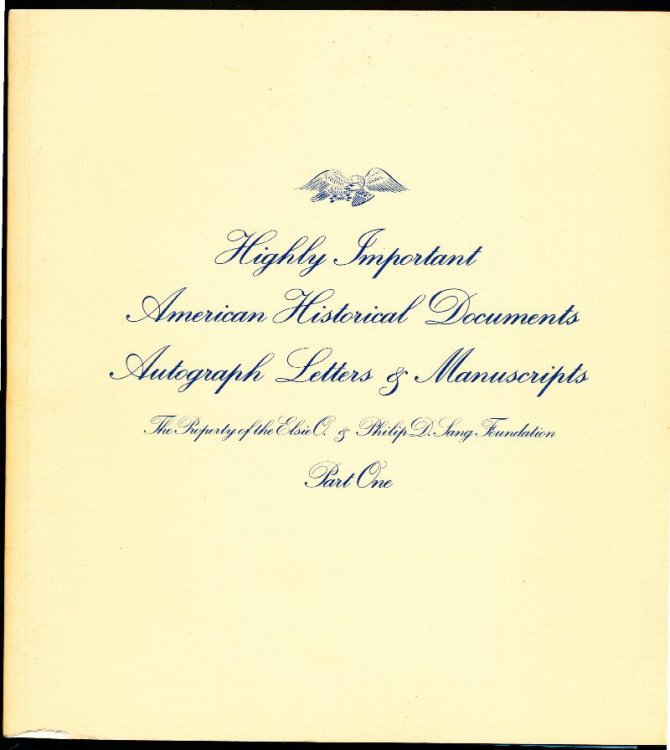 Highly Important
American Historical Documents
Autograph Letters & Manuscripts
The Property of the Elsie O. & Philip D. Sang Foundation
Part One